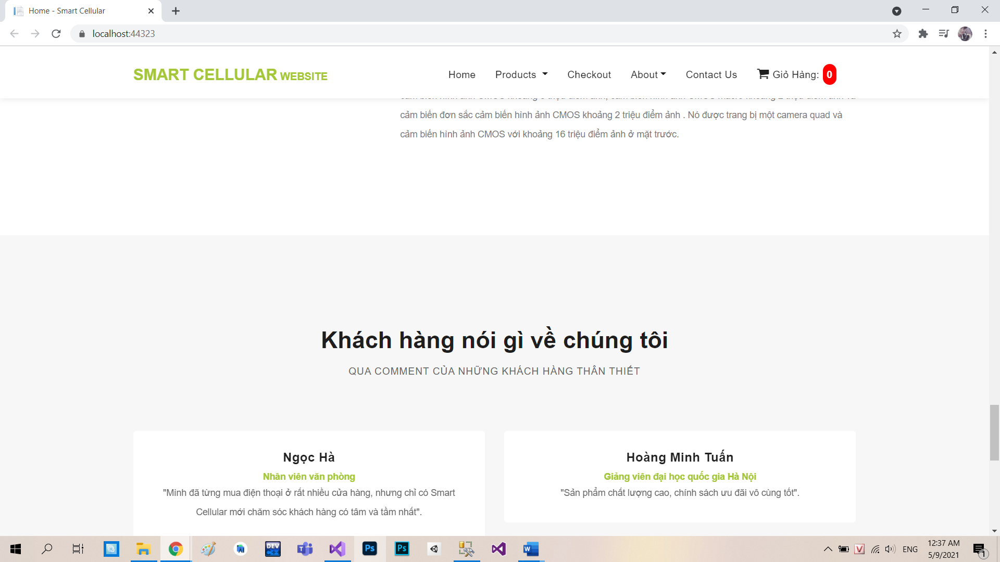 Home - Smart Cellular
localhost:44323
SMART CELLULAR WEBSITE
Home Products Checkout About Contact Us Giỏ Hàng: 0
cảm biến đơn sắc cảm biến hình ảnh CMOS khoảng 2 triệu điểm ảnh . Nó được trang bị một camera quad và
cảm biến hình ảnh CMOS với khoảng 16 triệu điểm ảnh ở mặt trước.
Khách hàng nói gì về chúng tôi
QUA COMMENT CỦA NHỮNG KHÁCH HÀNG THÂN THIẾT
Ngọc Hà
Nhân viên văn phòng
"Mình đã từng mua điện thoại ở rất nhiều cửa hàng, nhưng chỉ có Smart
Cellular mới chăm sóc khách hàng có tâm và tầm nhất".
Hoàng Minh Tuấn
Giảng viên đại học quốc gia Hà Nội
"Sản phẩm chất lượng cao, chính sách ưu đãi vô cùng tốt".
DEV
C++
T
Ps
Ps
W
V
ENG
12:37 AM
5/9/2021
1